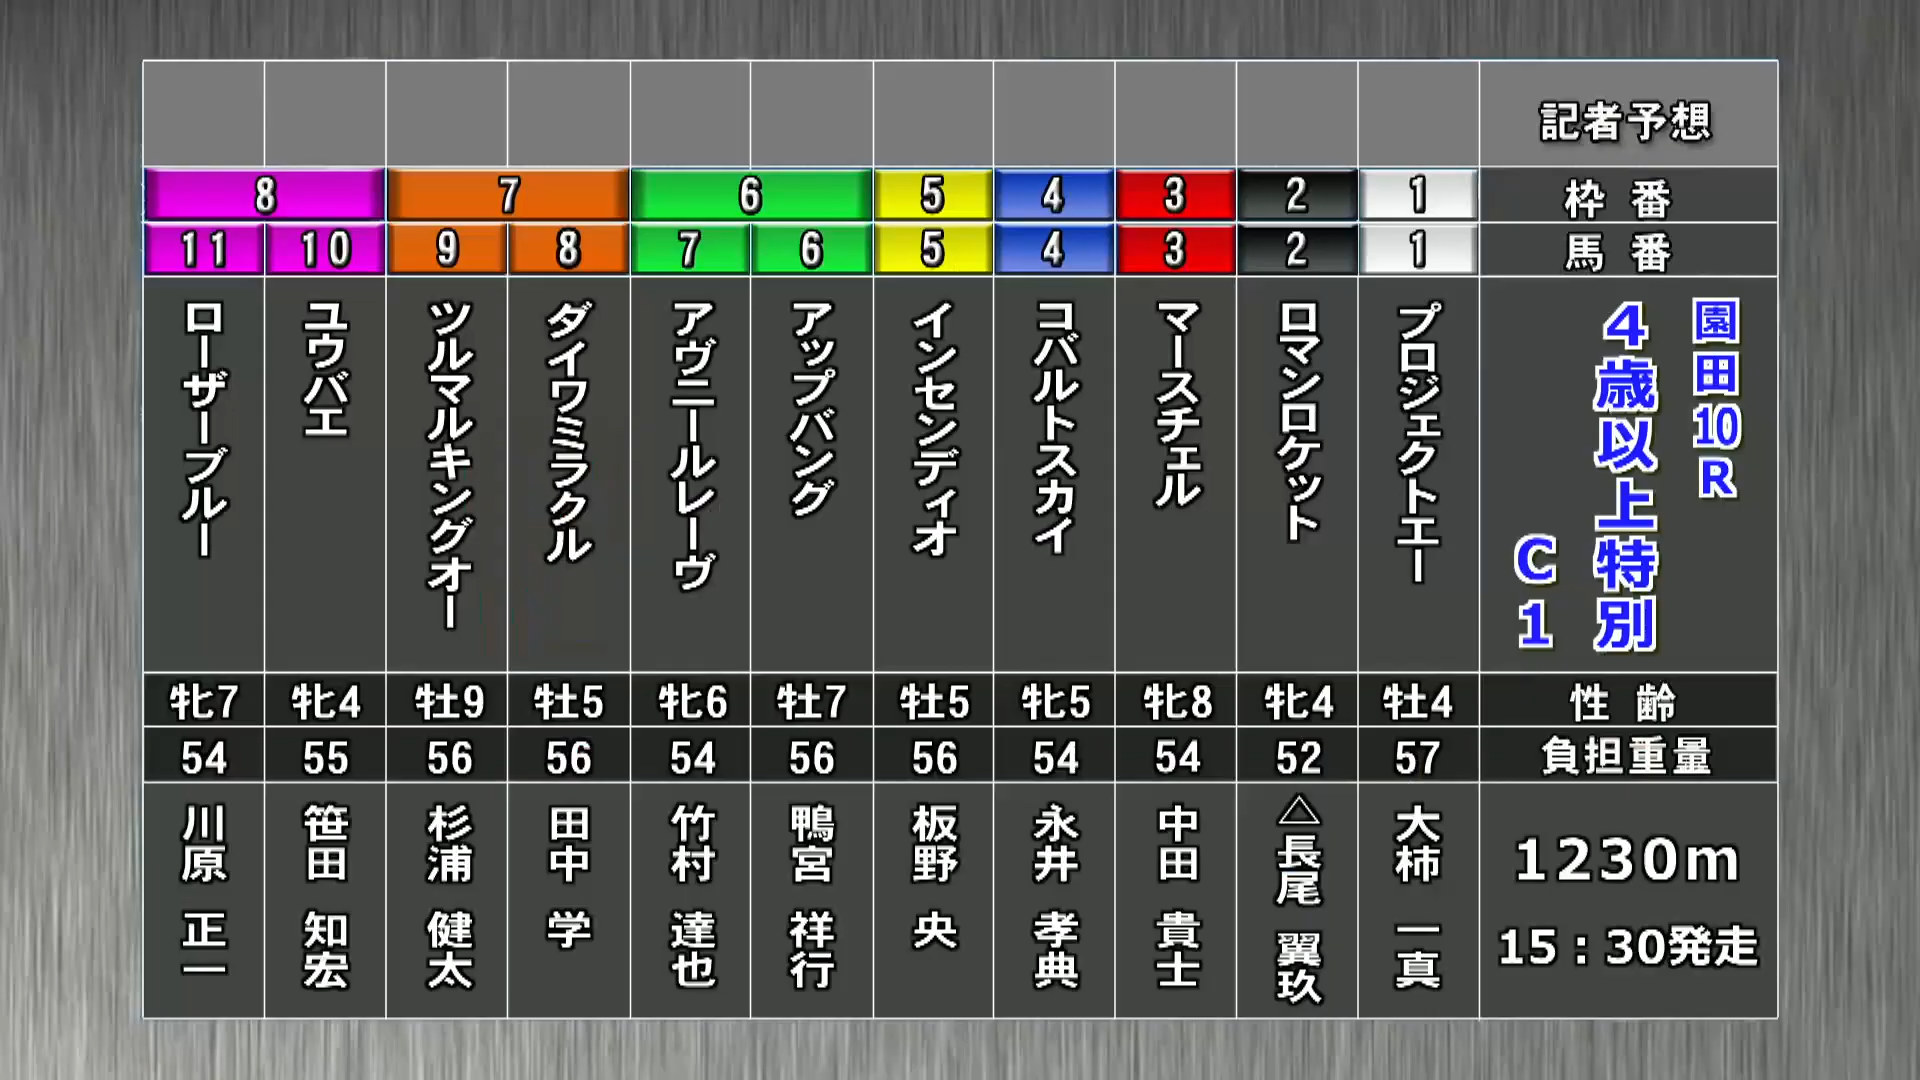 記者予想
8 7 6 5 4 3 2 1 枠番
11 10 9 8 7 6 5 4 3 2 1 馬番
園田10R
4歳以上特別
C1
プロジェクトエー
ロマンロケット
マースチェル
コバルトスカイ
インセンディオ
アップバング
アヴニールレーヴ
ダイワミラクル
ツルマルキングオー
ユウバエ
ローザーブルー
牝7 牝4 牡9 牡5 牝6 牡7 牡5 牝5 牝8 牝4 牡4 性齢
54 55 56 56 54 56 56 54 54 52 57 負担重量
1230m
15：30発走
大柿 一真
△長尾 翼玖
中田 貴士
永井 孝典
板野 央
鴨宮 祥行
竹村 達也
田中 学
杉浦 健太
笹田 知宏
川原 正一